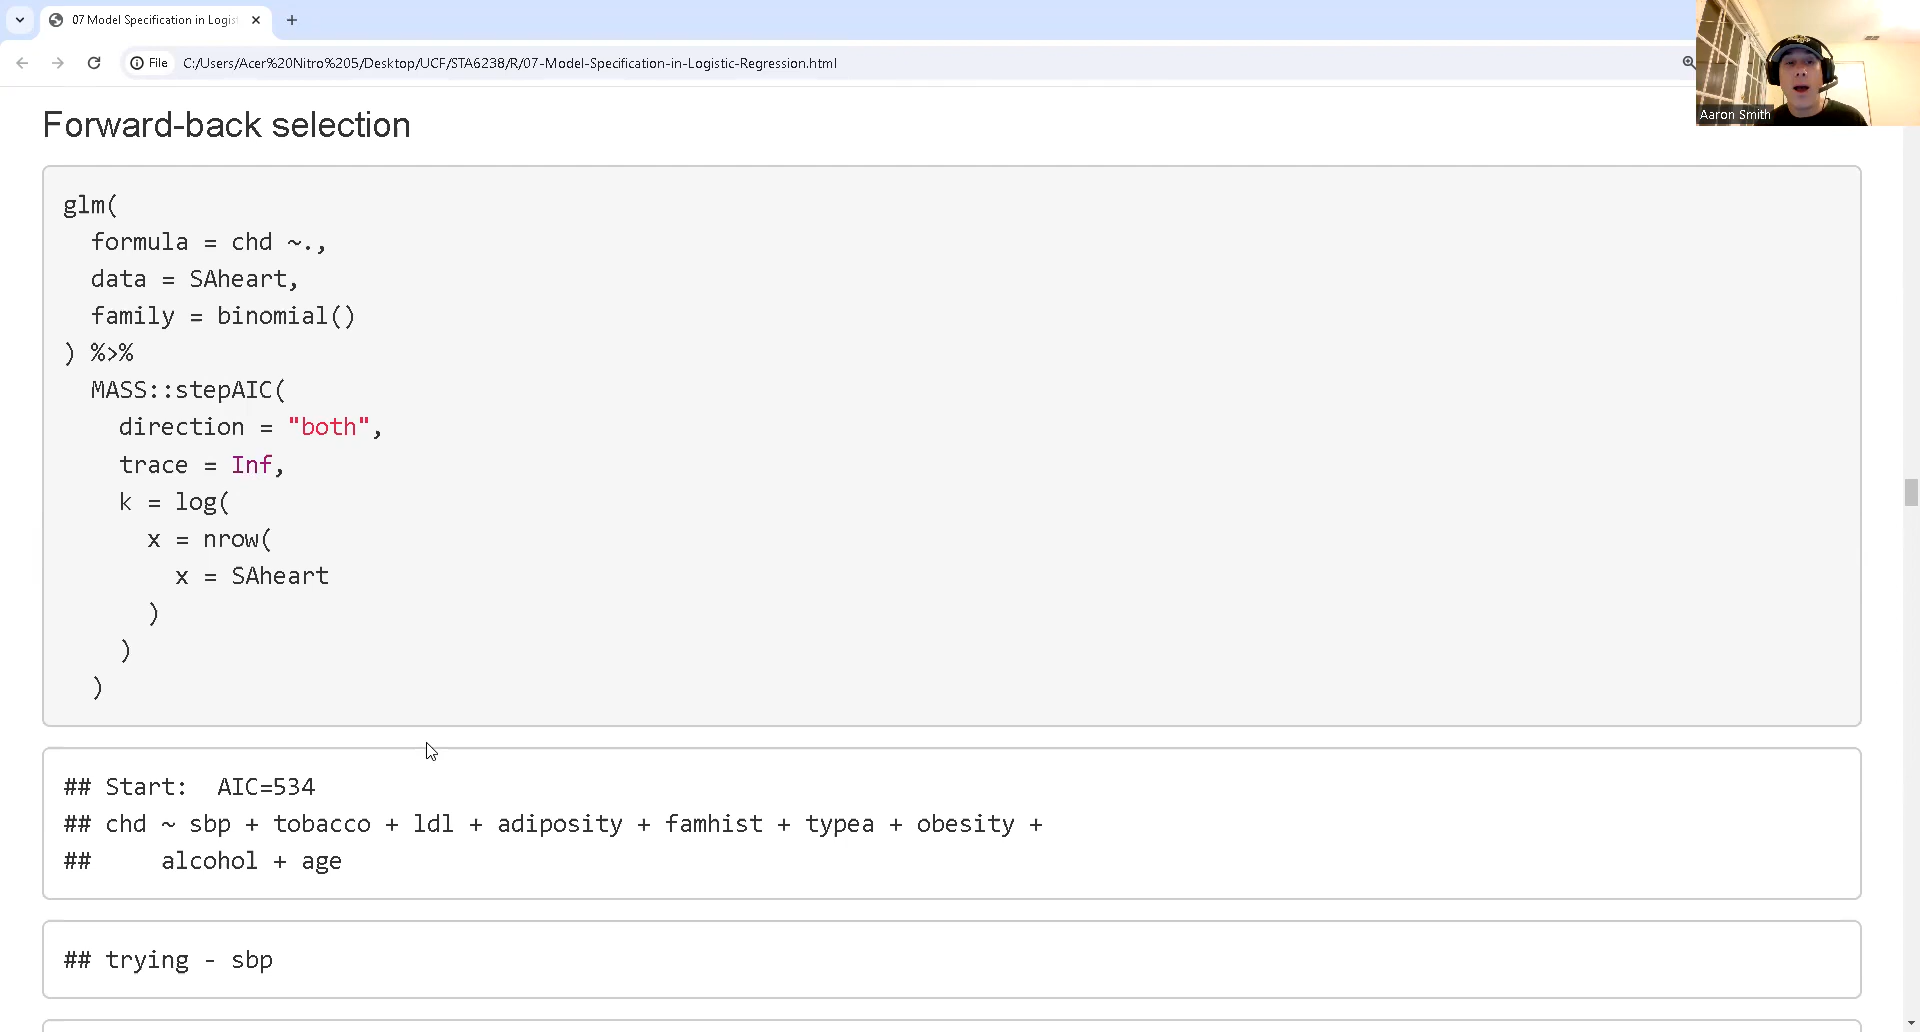 07 Model Specification in Logis
File C:/Users/Acer%20Nitro%205/Desktop/UCF/STA6238/R/07-Model-Specification-in-Logistic-Regression.html
Aaron Smith
Forward-back selection
glm(
  formula = chd ~.,
  data = SAheart,
  family = binomial()
) %>%
  MASS::stepAIC(
    direction = "both",
    trace = Inf,
    k = log(
      x = nrow(
        x = SAheart
      )
    )
  )
## Start:  AIC=534
## chd ~ sbp + tobacco + ldl + adiposity + famhist + typea + obesity +
##     alcohol + age
## trying - sbp